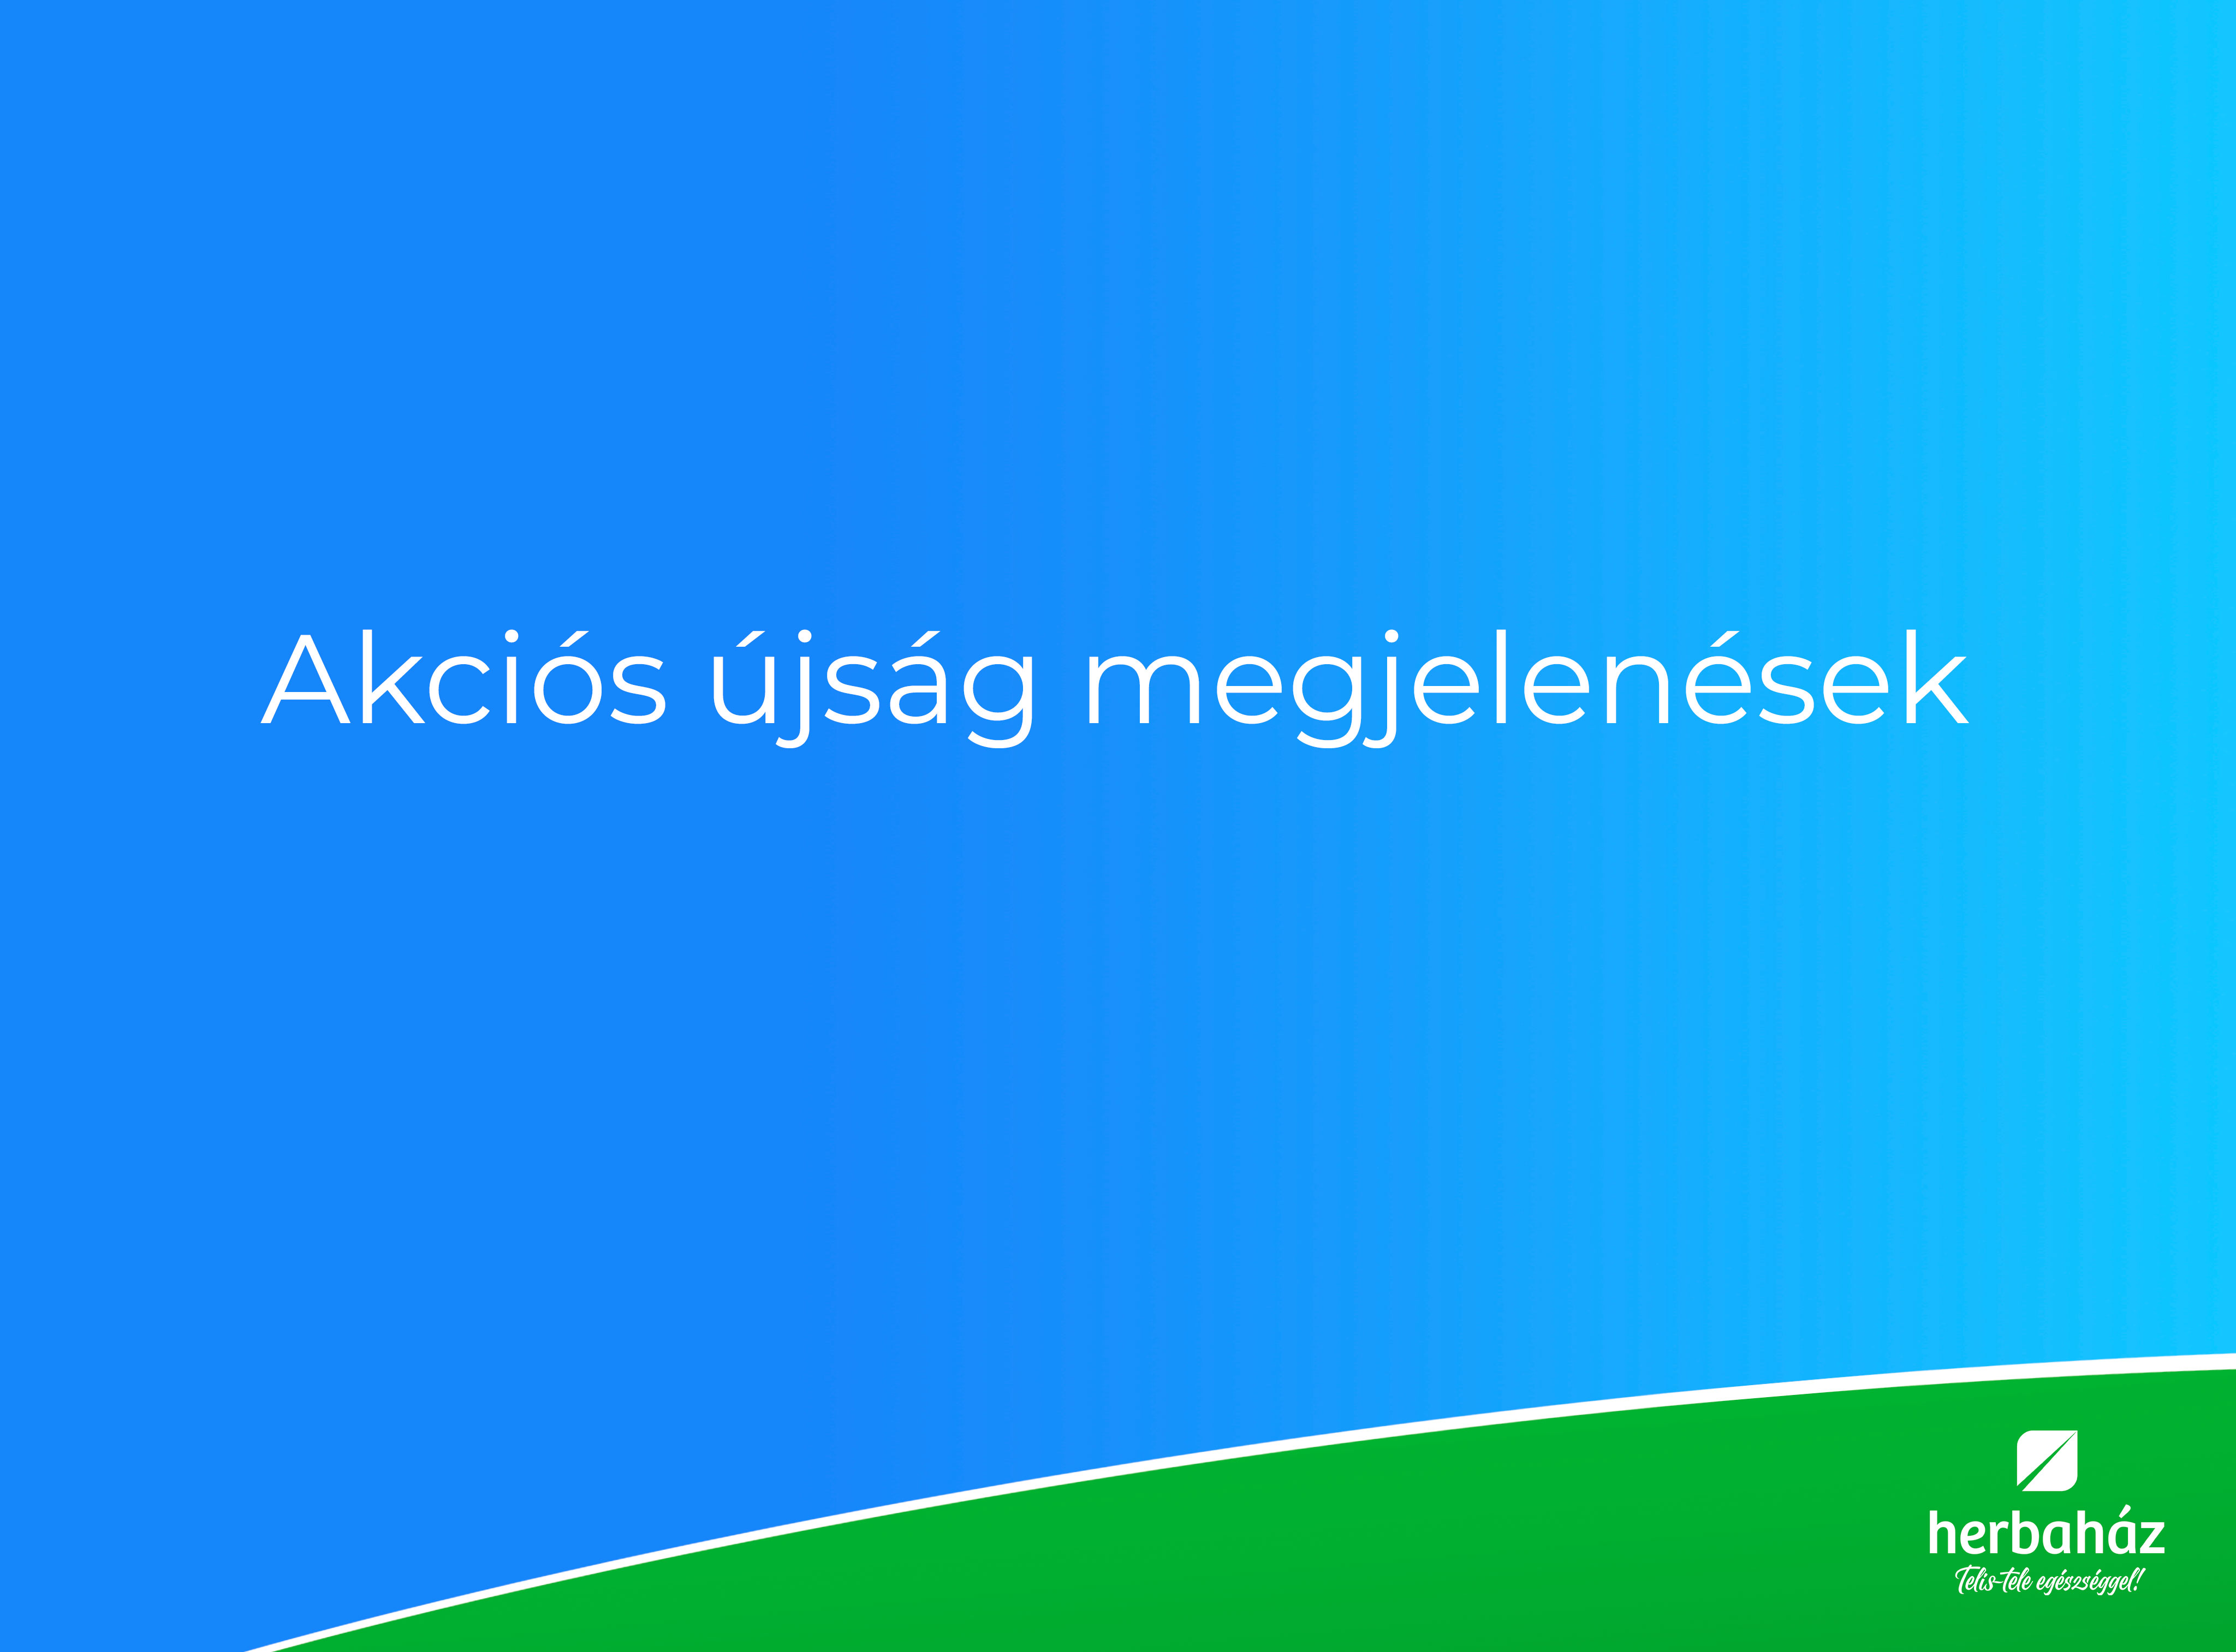 Akciós újság megjelenések
herbaház
Telis-tele egészséggel!